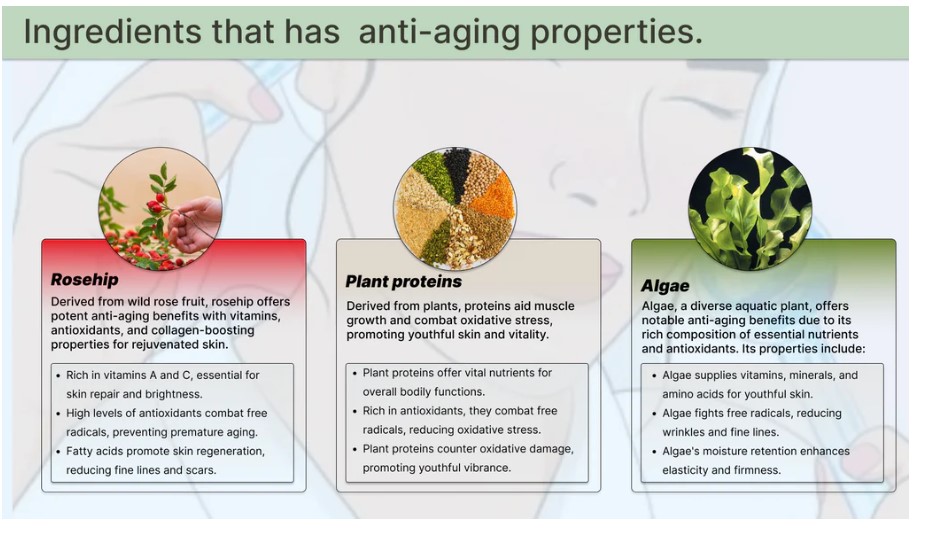 Ingredients that has  anti-aging properties.
Rosehip
Derived from wild rose fruit, rosehip offers
potent anti-aging benefits with vitamins,
antioxidants, and collagen-boosting
properties for rejuvenated skin.
• Rich in vitamins A and C, essential for
skin repair and brightness.
• High levels of antioxidants combat free
radicals, preventing premature aging.
• Fatty acids promote skin regeneration,
reducing fine lines and scars.
Plant proteins
Derived from plants, proteins aid muscle
growth and combat oxidative stress,
promoting youthful skin and vitality.
• Plant proteins offer vital nutrients for
overall bodily functions.
• Rich in antioxidants, they combat free
radicals, reducing oxidative stress.
• Plant proteins counter oxidative damage,
promoting youthful vibrance.
Algae
Algae, a diverse aquatic plant, offers
notable anti-aging benefits due to its
rich composition of essential nutrients
and antioxidants. Its properties include:
• Algae supplies vitamins, minerals, and
amino acids for youthful skin.
• Algae fights free radicals, reducing
wrinkles and fine lines.
• Algae's moisture retention enhances
elasticity and firmness.